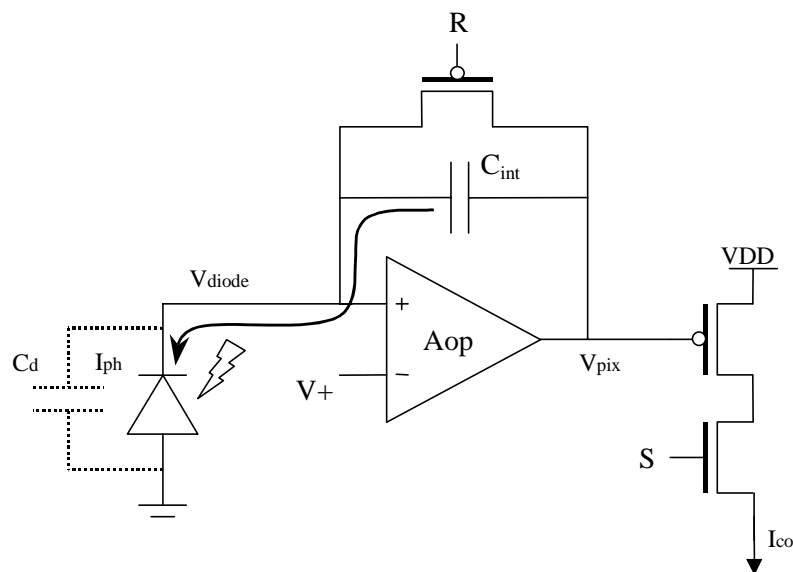 R
C_int
VDD
V_diode
+
Aop
C_d
I_ph
V+
−
V_pix
S
I_co